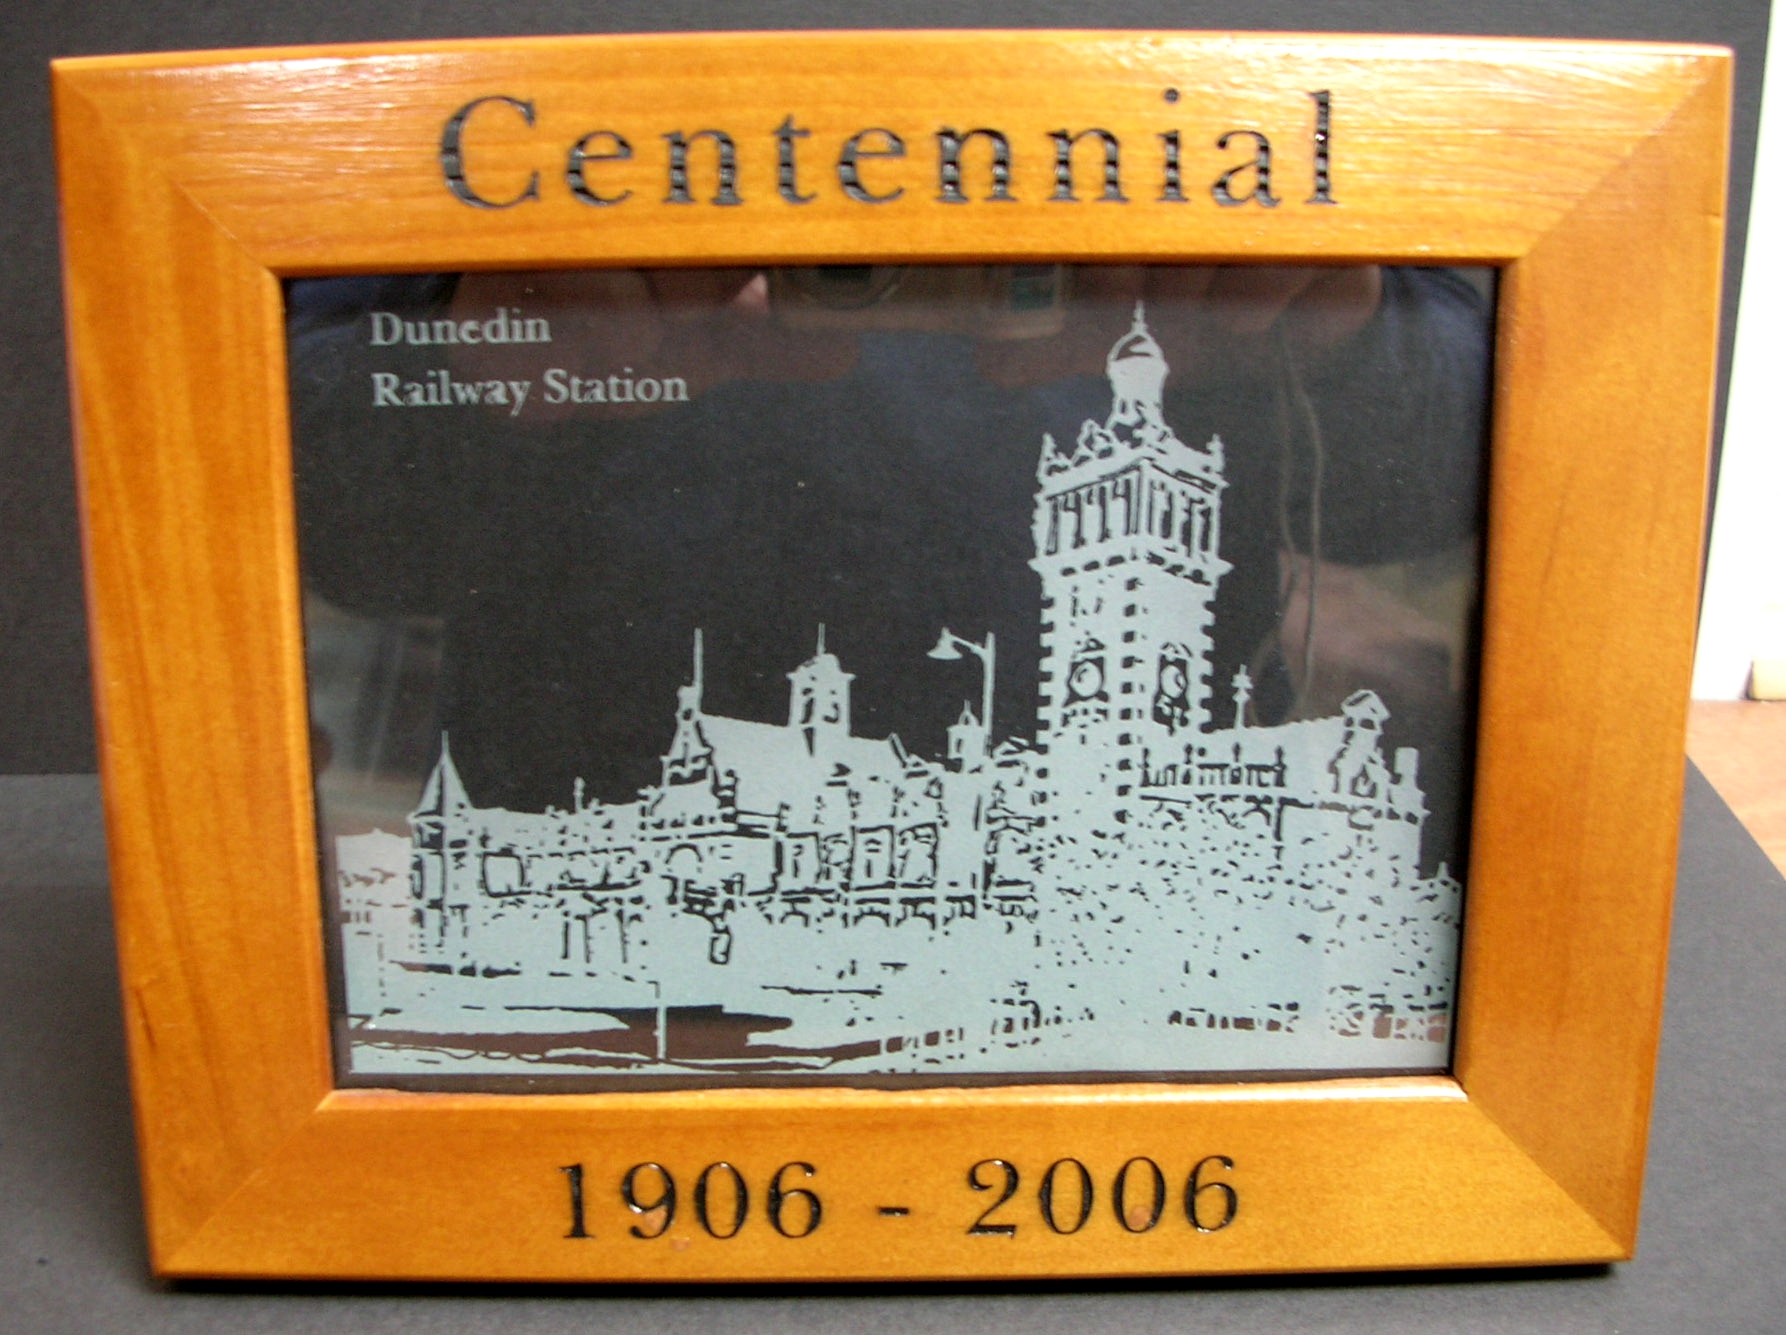 Centennial
Dunedin
Railway Station
1906 - 2006